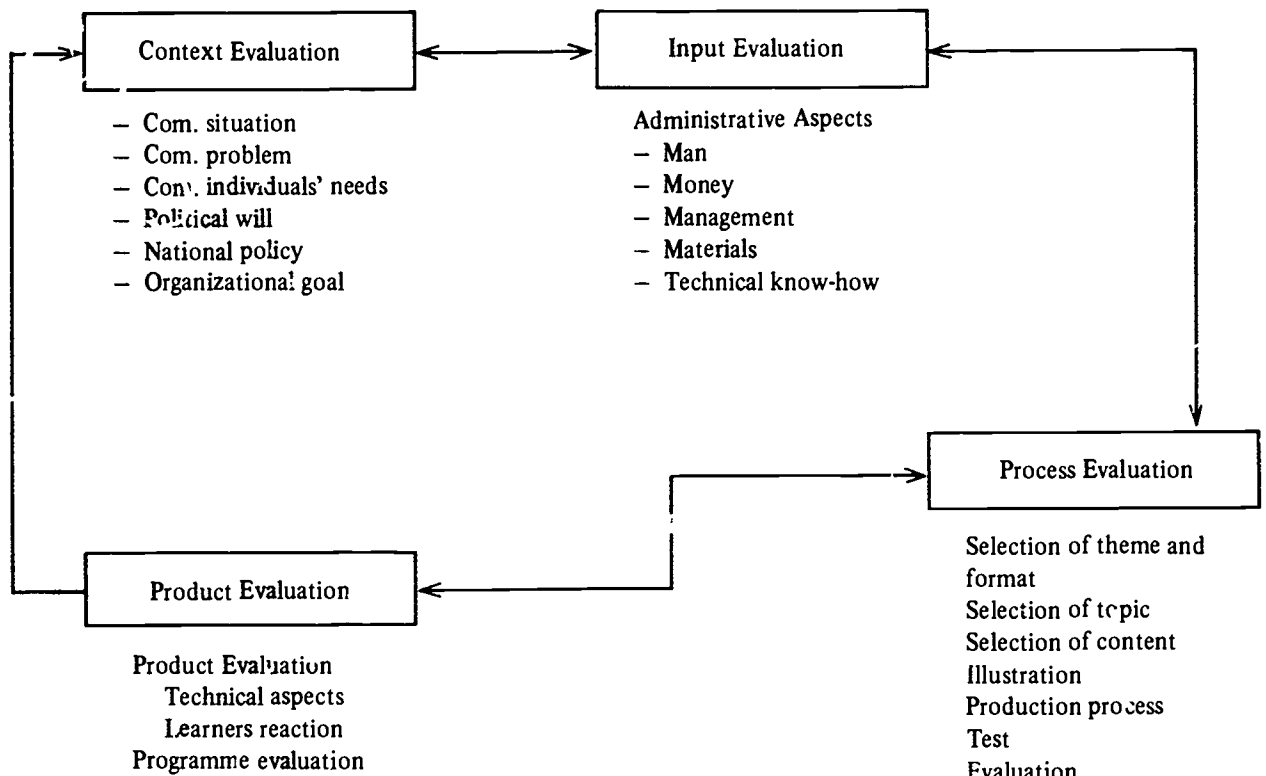 Context Evaluation
– Com. situation
– Com. problem
– Com. individuals' needs
– Political will
– National policy
– Organizational goal
Input Evaluation
Administrative Aspects
– Man
– Money
– Management
– Materials
– Technical know-how
Process Evaluation
Selection of theme and
format
Selection of topic
Selection of content
Illustration
Production process
Test
Evaluation
Product Evaluation
Product Evaluation
Technical aspects
Learners reaction
Programme evaluation